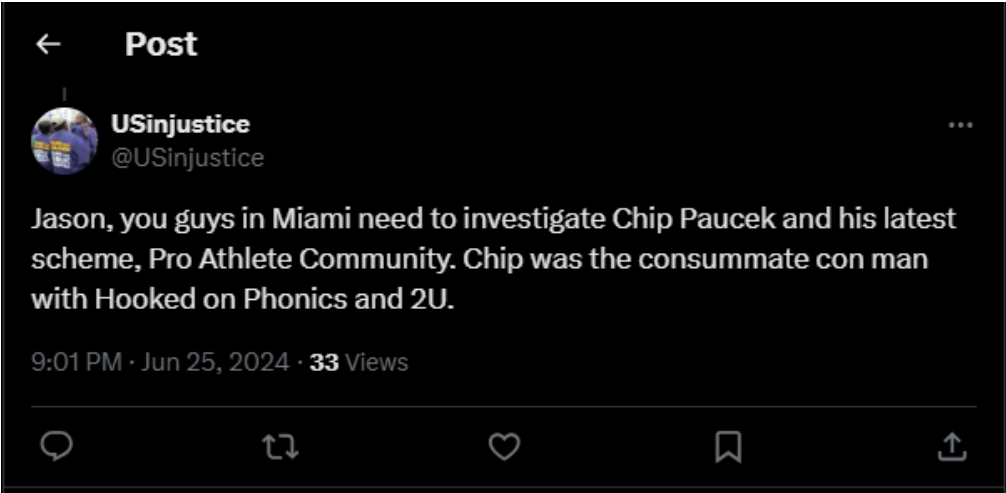 Post
USinjustice
@USinjustice
Jason, you guys in Miami need to investigate Chip Paucek and his latest
scheme, Pro Athlete Community. Chip was the consummate con man
with Hooked on Phonics and 2U.
9:01 PM · Jun 25, 2024 · 33 Views